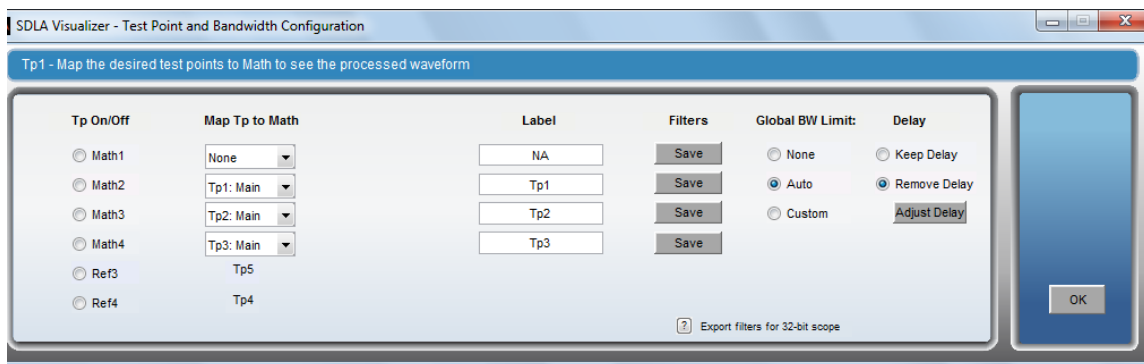 SDLA Visualizer - Test Point and Bandwidth Configuration
Tp1 - Map the desired test points to Math to see the processed waveform
Tp On/Off Map Tp to Math Label Filters Global BW Limit: Delay
Math1 None NA Save None Keep Delay
Math2 Tp1: Main Tp1 Save Auto Remove Delay
Math3 Tp2: Main Tp2 Save Custom Adjust Delay
Math4 Tp3: Main Tp3 Save
Ref3 Tp5
Ref4 Tp4 OK
? Export filters for 32-bit scope